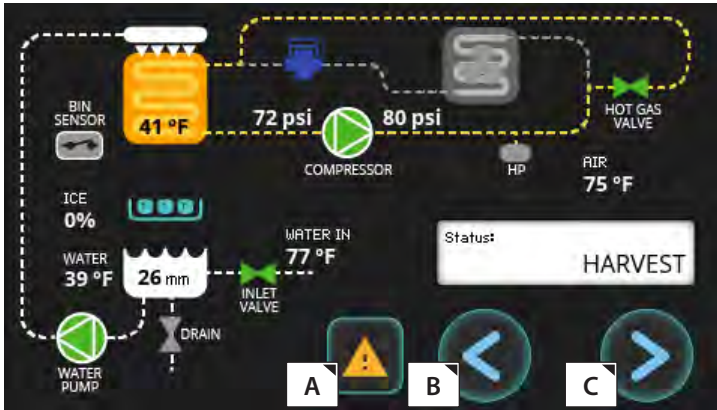 BIN
SENSOR
41 °F
72 psi
80 psi
COMPRESSOR
HP
HOT GAS
VALVE
AIR
75 °F
ICE
0%
WATER
39 °F
26 mm
WATER IN
77 °F
INLET
VALVE
DRAIN
WATER
PUMP
Status:
HARVEST
A
B
C